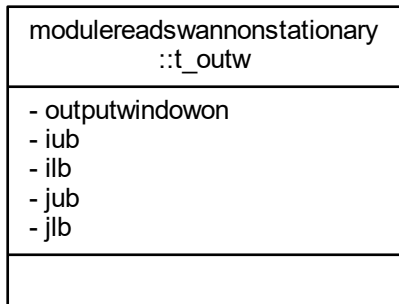 modulereadswannonstationary
::t_outw
- outputwindowon
- iub
- ilb
- jub
- jlb